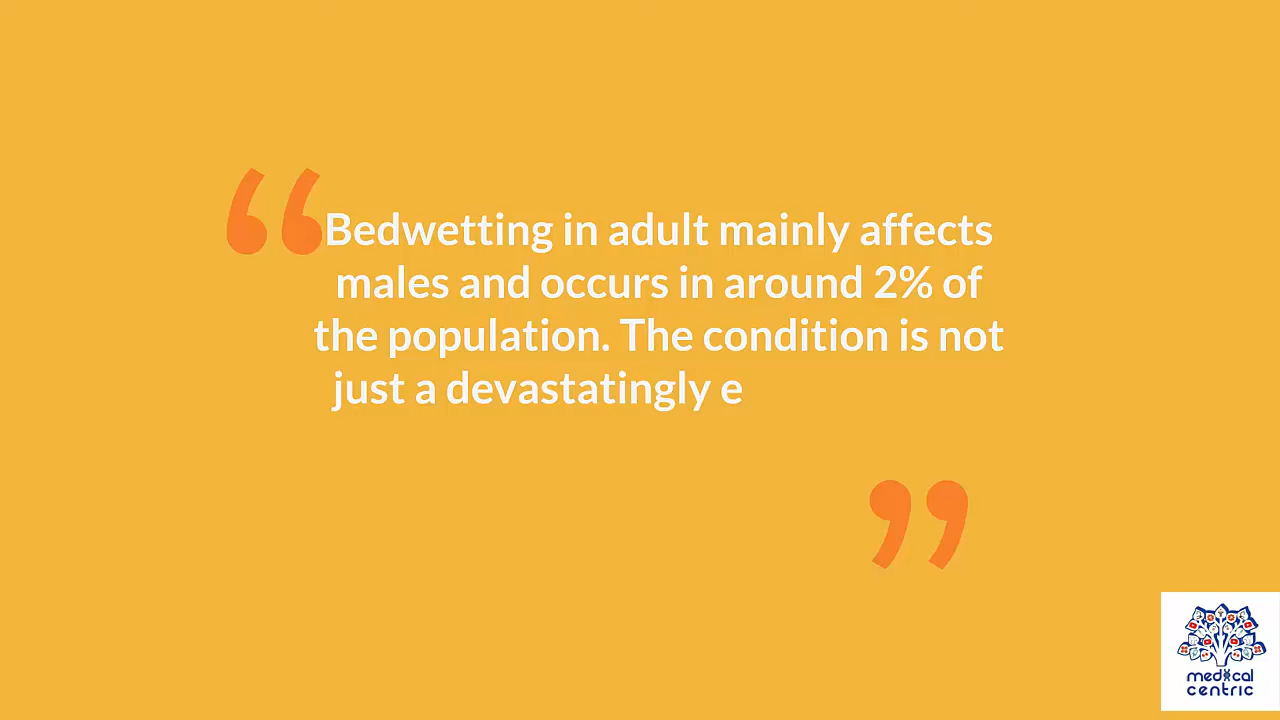 “Bedwetting in adult mainly affects
males and occurs in around 2% of
the population. The condition is not
just a devastatingly e
”
medical
centric